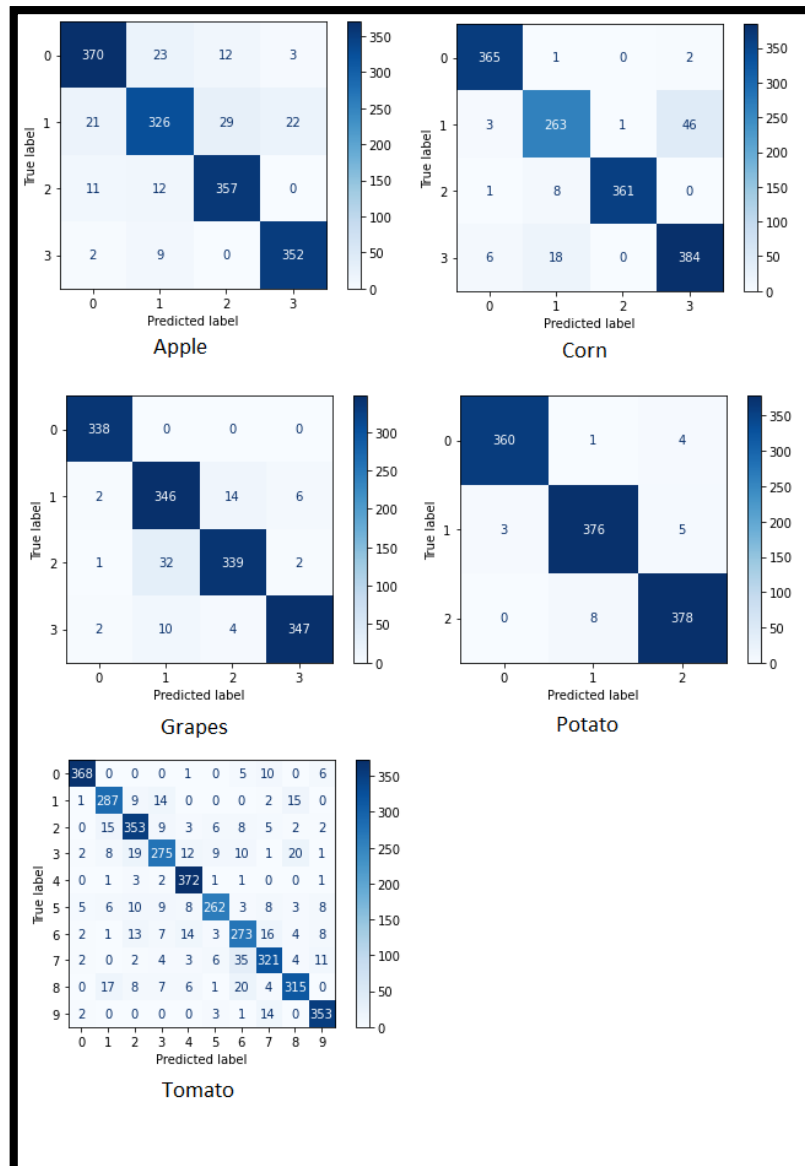 0 370 23 12 3
1 21 326 29 22
2 11 12 357 0
3 2 9 0 352
0 1 2 3
True label
Predicted label
350
300
250
200
150
100
50
0
Apple
0 365 1 0 2
1 3 263 1 46
2 1 8 361 0
3 6 18 0 384
0 1 2 3
True label
Predicted label
350
300
250
200
150
100
50
0
Corn
0 338 0 0 0
1 2 346 14 6
2 1 32 339 2
3 2 10 4 347
0 1 2 3
True label
Predicted label
300
250
200
150
100
50
0
Grapes
0 360 1 4
1 3 376 5
2 0 8 378
0 1 2
True label
Predicted label
350
300
250
200
150
100
50
0
Potato
0 368 0 0 0 1 0 5 10 0 6
1 1 287 9 14 0 0 0 2 15 0
2 0 15 353 9 3 6 8 5 2 2
3 2 8 19 275 12 9 10 1 20 1
4 0 1 3 2 372 1 1 0 0 1
5 5 6 10 9 8 262 3 8 3 8
6 2 1 13 7 14 3 273 16 4 8
7 2 0 2 4 3 6 35 321 4 11
8 0 17 8 7 6 1 20 4 315 0
9 2 0 0 0 0 3 1 14 0 353
0 1 2 3 4 5 6 7 8 9
True label
Predicted label
350
300
250
200
150
100
50
0
Tomato